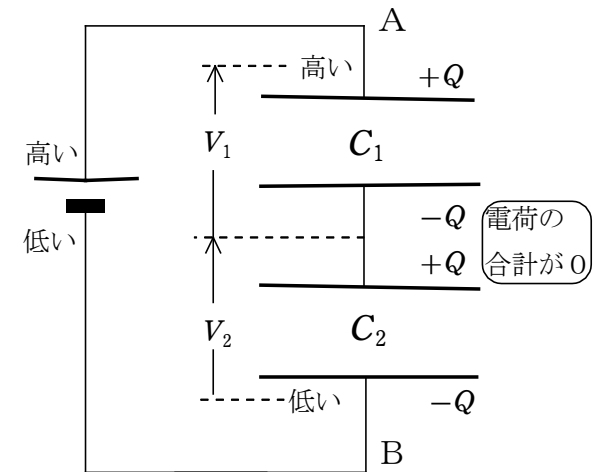 A
高い
+Q
V₁
C₁
高い
低い
−Q
+Q
電荷の
合計が０
V₂
C₂
低い
−Q
B